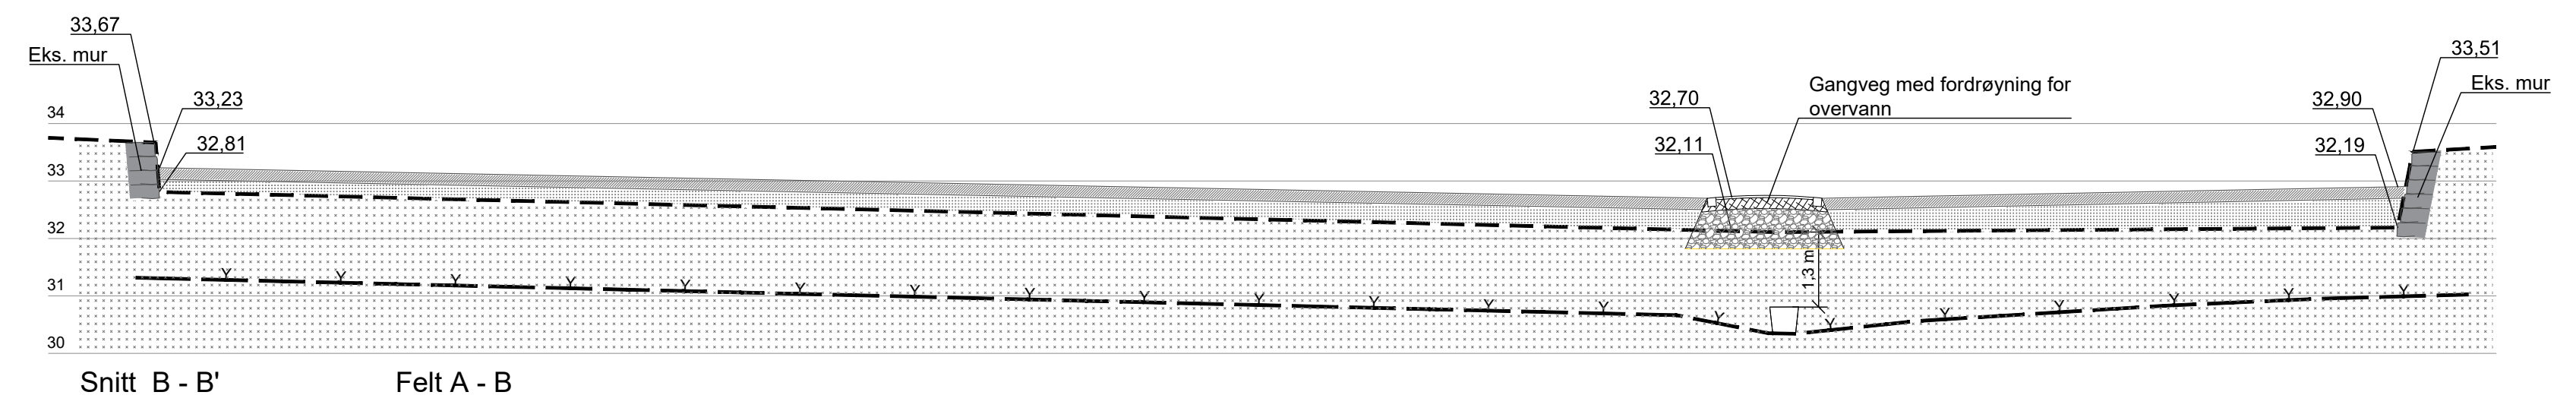 33,67
Eks. mur
33,23
32,81
34
33
32
31
30
32,70
32,11
Gangveg med fordrøyning for
overvann
1,3 m
33,51
Eks. mur
32,90
32,19
Y Y Y Y Y Y Y Y Y Y Y Y Y Y Y Y Y Y Y Y
Snitt B - B'
Felt A - B